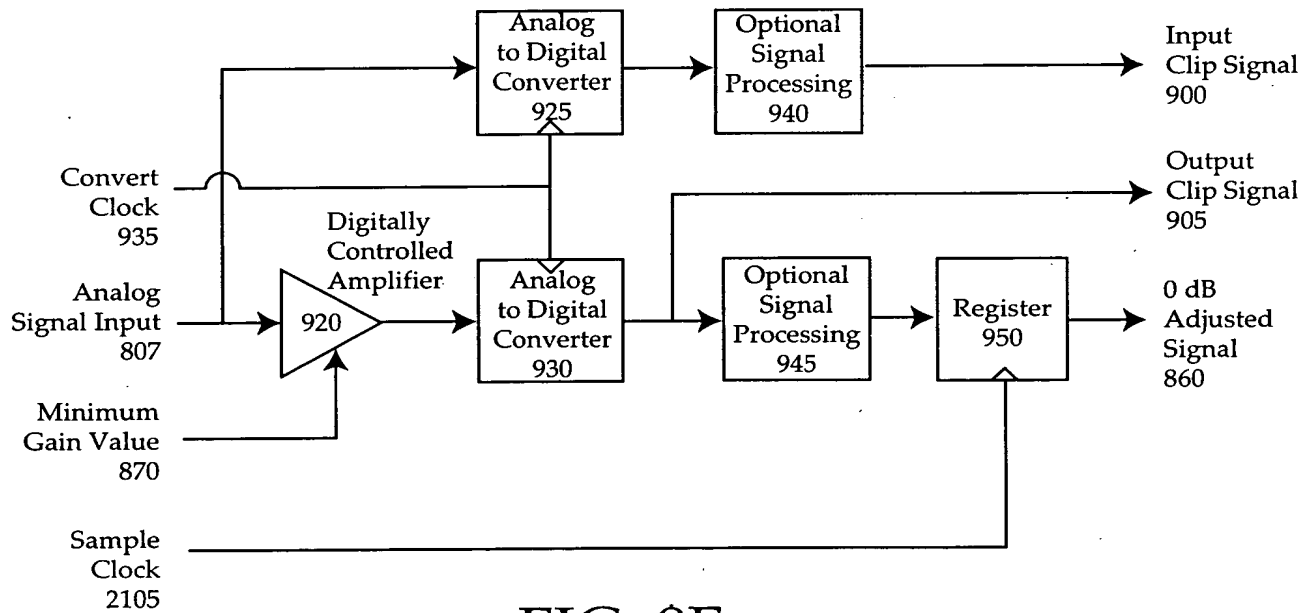 Analog
to Digital
Converter
925
Optional
Signal
Processing
940
Input
Clip Signal
900
Convert
Clock
935
Output
Clip Signal
905
Digitally
Controlled
Amplifier
Analog
Signal Input
807
920
Analog
to Digital
Converter
930
Optional
Signal
Processing
945
Register
950
0 dB
Adjusted
Signal
860
Minimum
Gain Value
870
Sample
Clock
2105